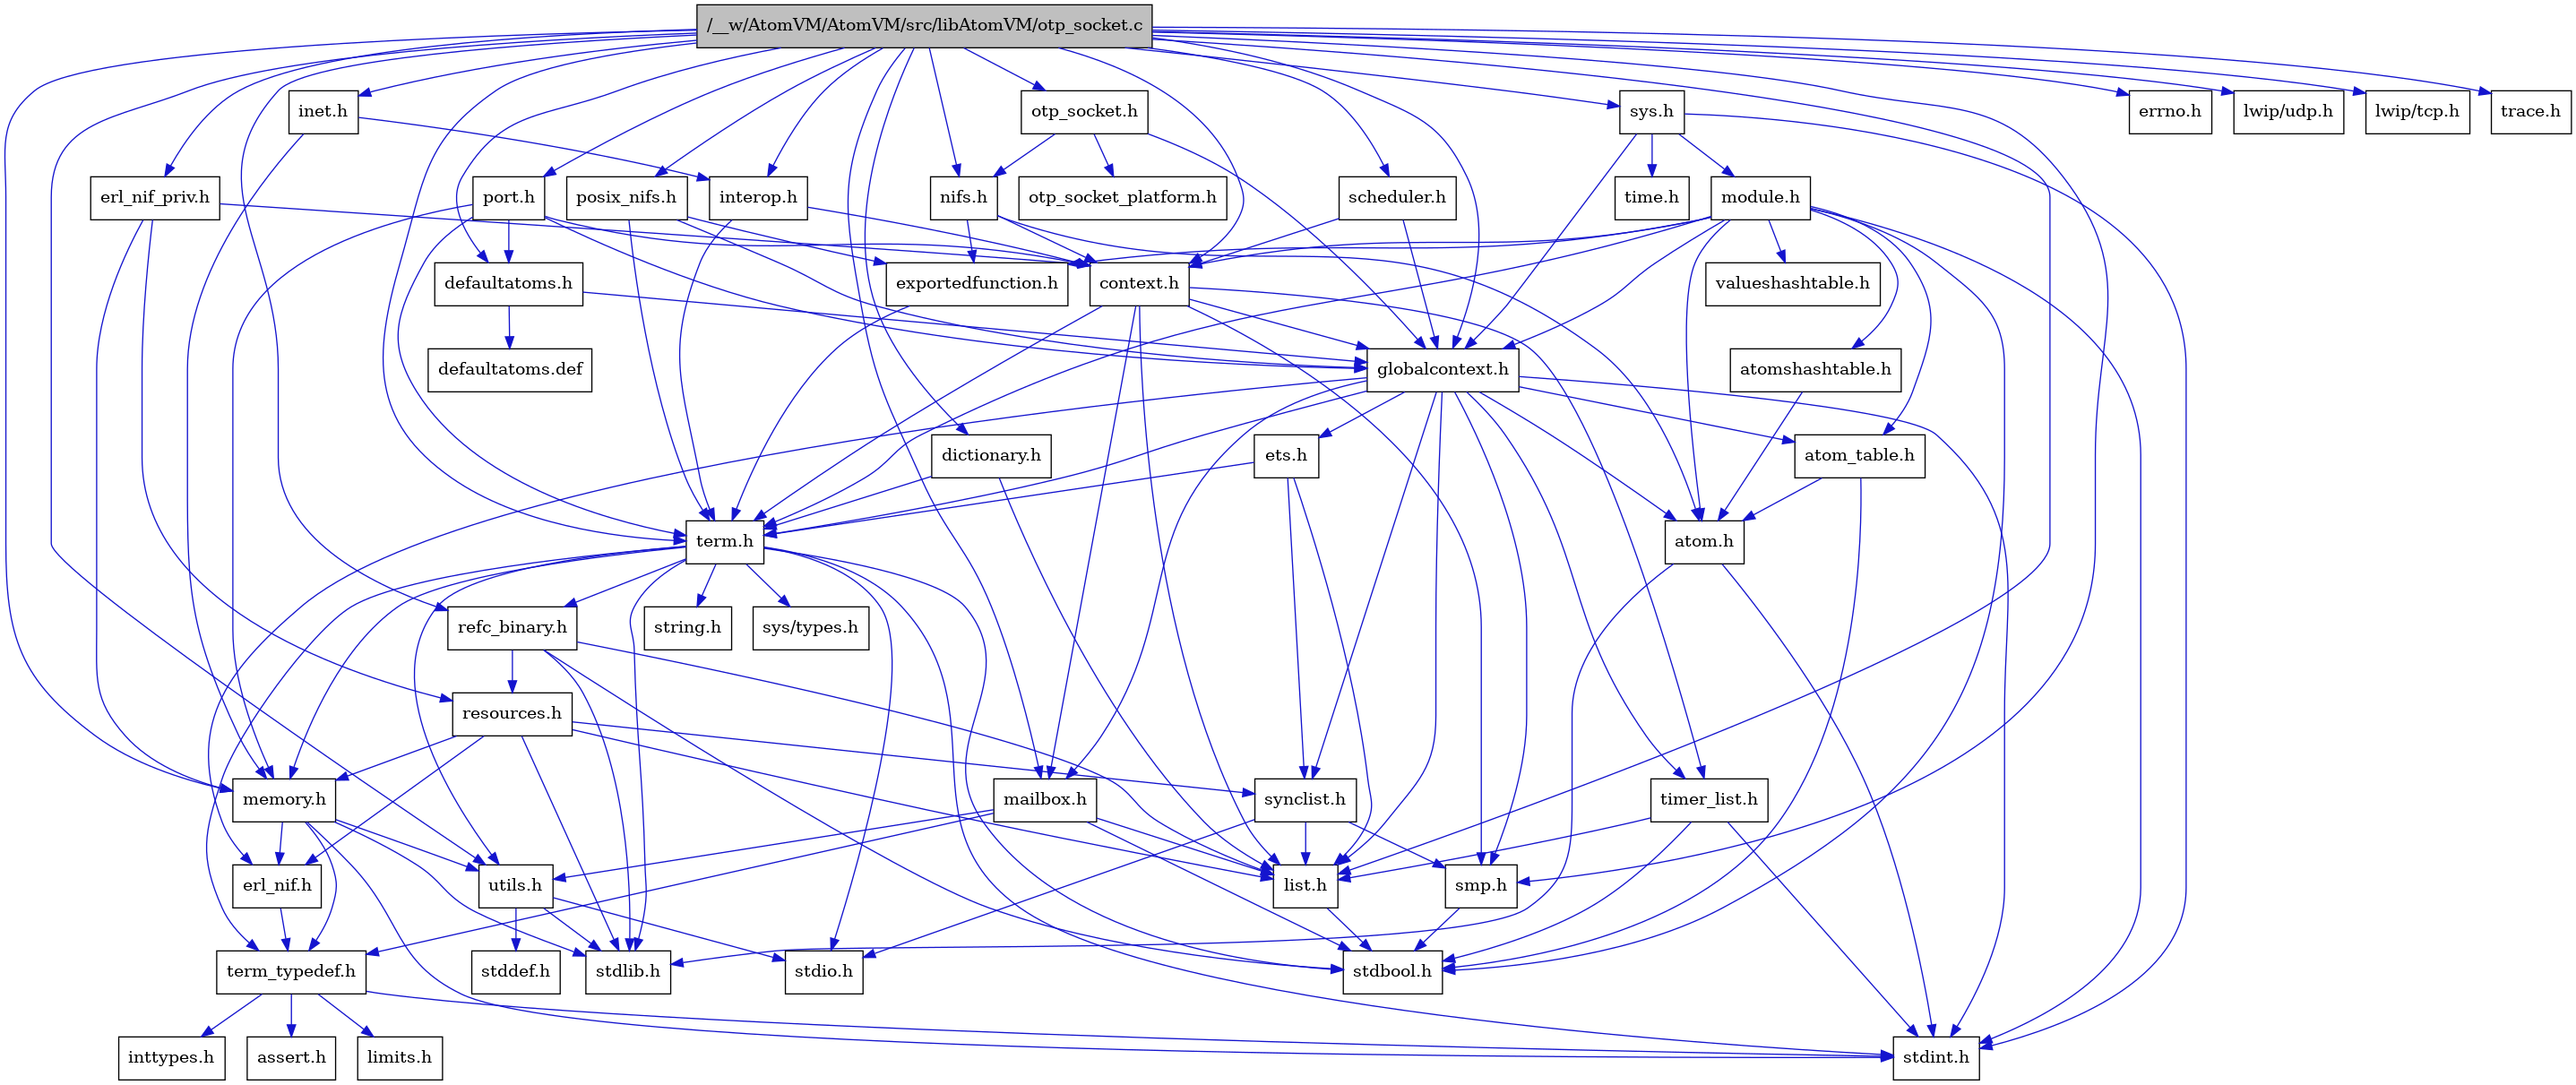 /__w/AtomVM/AtomVM/src/libAtomVM/otp_socket.c
inet.h
otp_socket.h
sys.h
errno.h
lwip/udp.h
lwip/tcp.h
trace.h
erl_nif_priv.h
port.h
posix_nifs.h
interop.h
nifs.h
otp_socket_platform.h
scheduler.h
time.h
module.h
defaultatoms.h
exportedfunction.h
context.h
valueshashtable.h
defaultatoms.def
globalcontext.h
atomshashtable.h
dictionary.h
ets.h
atom_table.h
term.h
atom.h
refc_binary.h
string.h
sys/types.h
resources.h
memory.h
mailbox.h
synclist.h
timer_list.h
erl_nif.h
utils.h
list.h
smp.h
term_typedef.h
stddef.h
stdlib.h
stdio.h
stdbool.h
inttypes.h
assert.h
limits.h
stdint.h